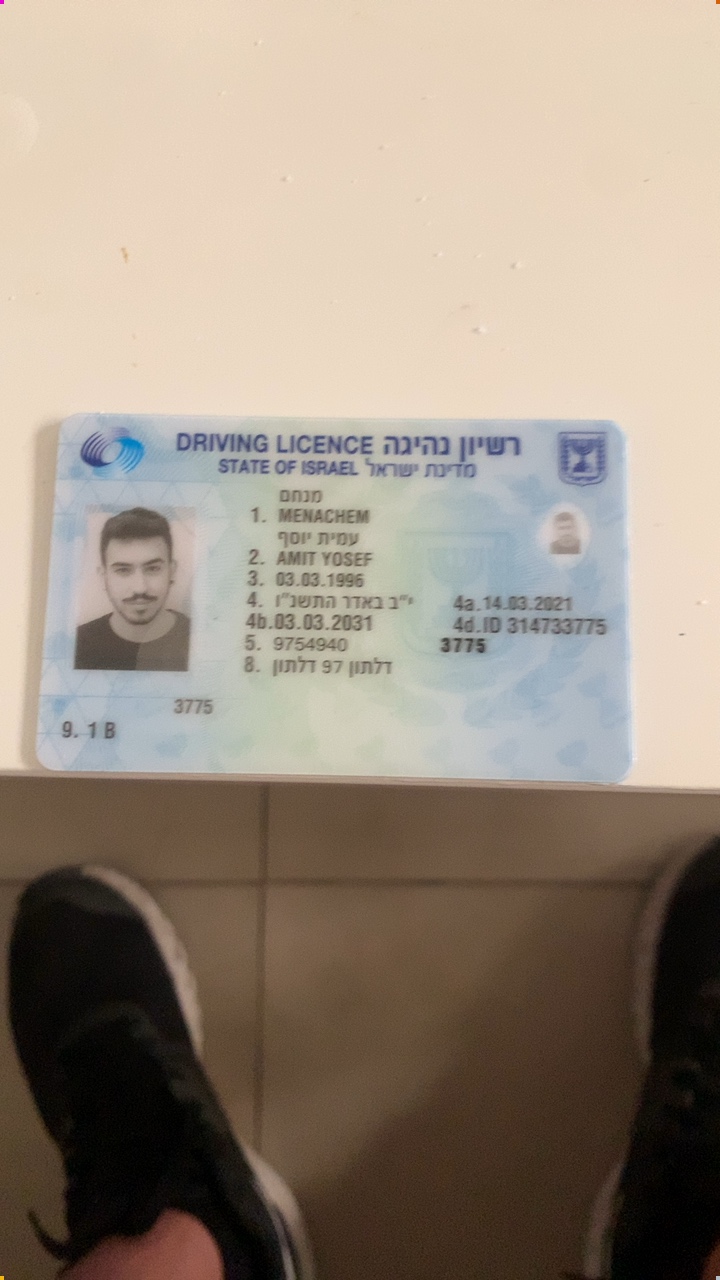 DRIVING LICENCE רשיון נהיגה
STATE OF ISRAEL מדינת ישראל
מנחם
1. MENACHEM
עמית יוסף
2. AMIT YOSEF
3. 03.03.1996
4. י"ב באדר התשנ"ו 4a.14.03.2021
4b.03.03.2031 4d.ID 314733775
5. 9754940 3775
8. דלתון 97 דלתון
3775
9. 1 B